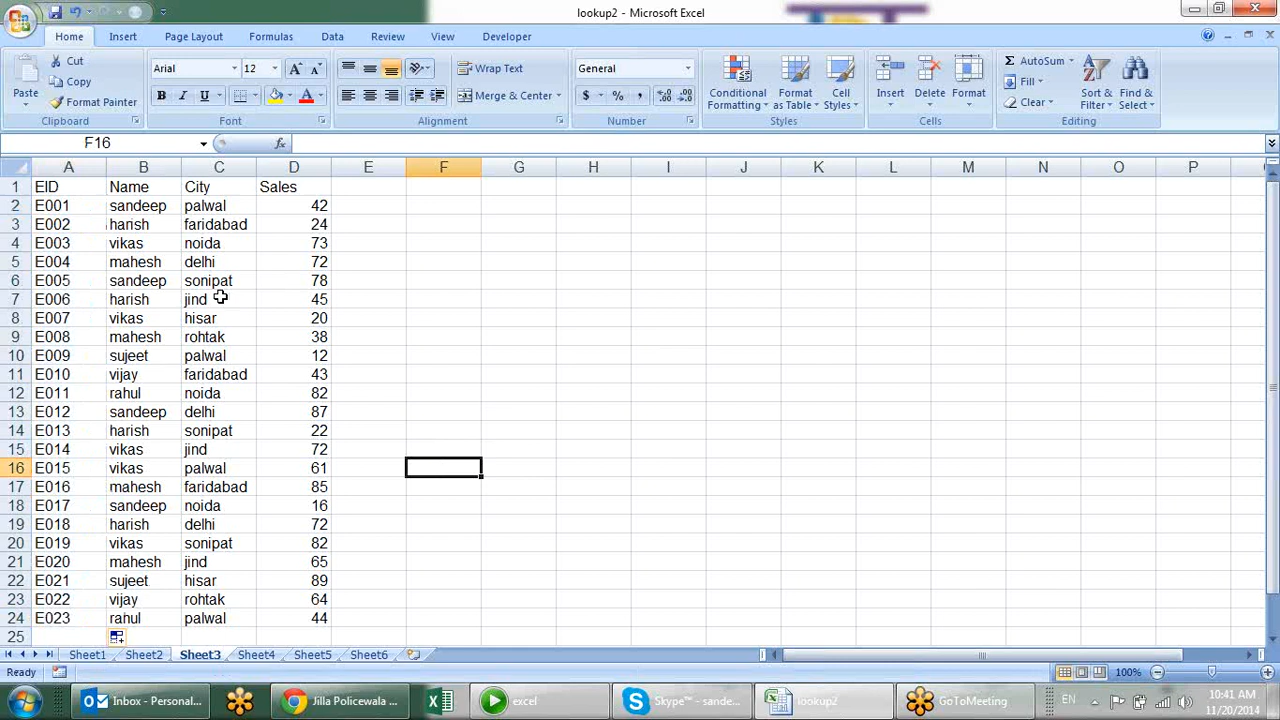 lookup2 - Microsoft Excel
Home Insert Page Layout Formulas Data Review View Developer
Cut Arial 12 Wrap Text General AutoSum
Copy Fill
Paste Format Painter B I U A Merge & Center $ % , Conditional Formatting Format as Table Cell Styles Insert Delete Format Clear Sort & Filter Find & Select
Clipboard Font Alignment Number Styles Cells Editing
F16 fx
A B C D E F G H I J K L M N O P
1 EID Name City Sales
2 E001 sandeep palwal 42
3 E002 harish faridabad 24
4 E003 vikas noida 73
5 E004 mahesh delhi 72
6 E005 sandeep sonipat 78
7 E006 harish jind 45
8 E007 vikas hisar 20
9 E008 mahesh rohtak 38
10 E009 sujeet palwal 12
11 E010 vijay faridabad 43
12 E011 rahul noida 82
13 E012 sandeep delhi 87
14 E013 harish sonipat 22
15 E014 vikas jind 72
16 E015 vikas palwal 61
17 E016 mahesh faridabad 85
18 E017 sandeep noida 16
19 E018 harish delhi 72
20 E019 vikas sonipat 82
21 E020 mahesh jind 65
22 E021 sujeet hisar 89
23 E022 vijay rohtak 64
24 E023 rahul palwal 44
25
Sheet1 Sheet2 Sheet3 Sheet4 Sheet5 Sheet6
Ready 100%
Inbox - Personal... Jilla Policewala ... excel Skype™ - sande... lookup2 GoToMeeting EN 10:41 AM
11/20/2014